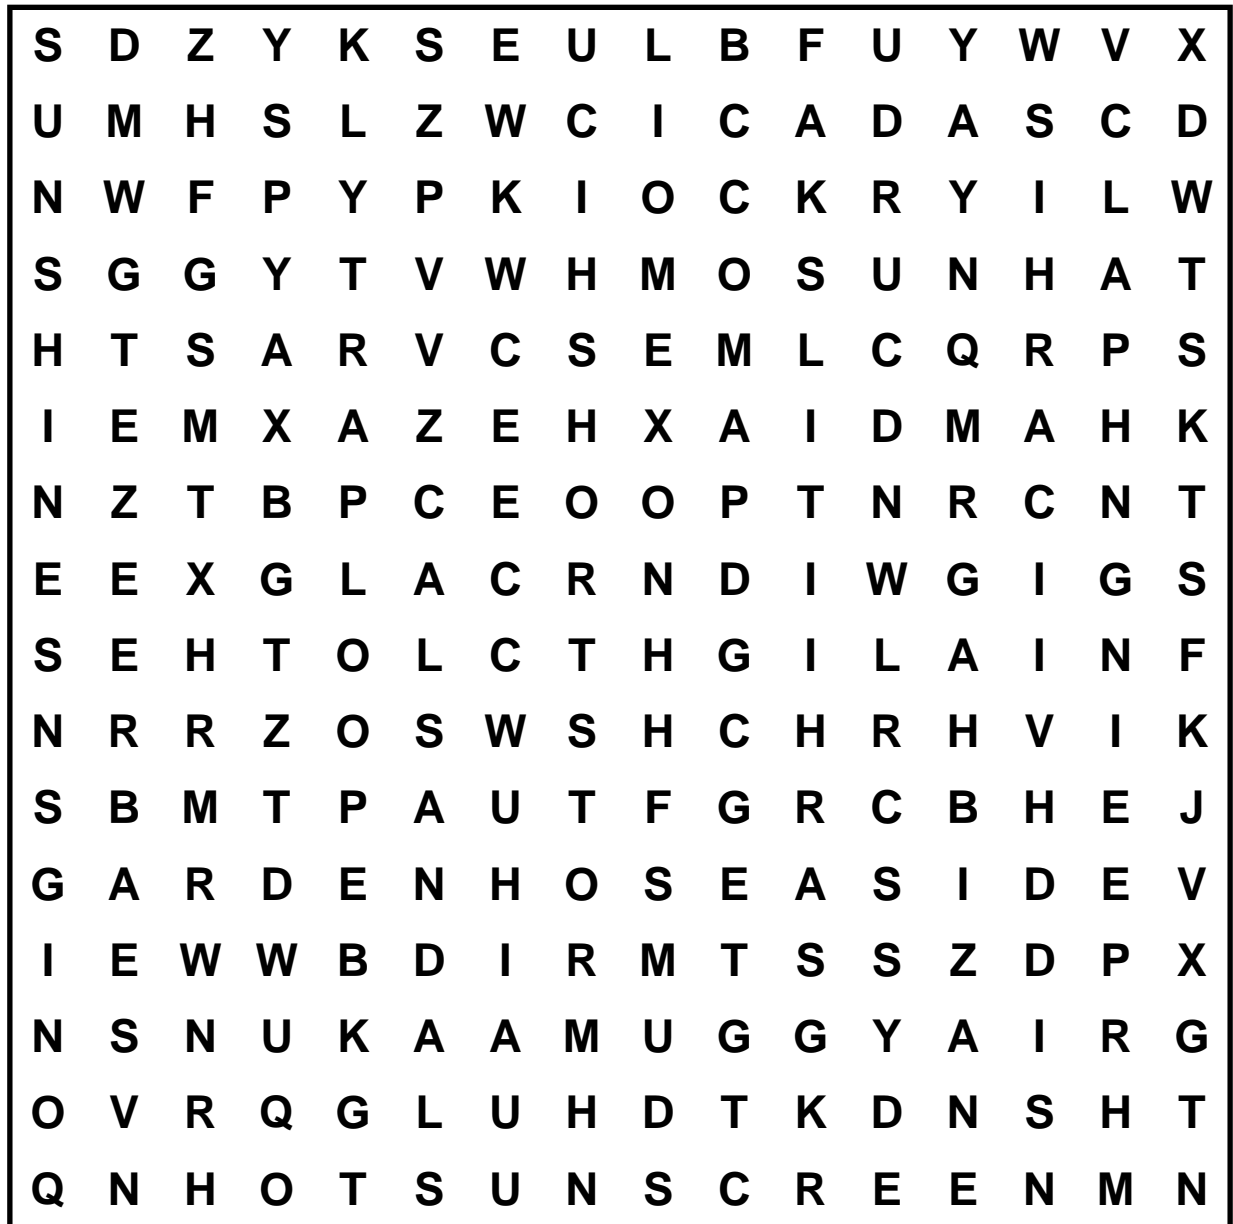 S D Z Y K S E U L B F U Y W V X
U M H S L Z W C I C A D A S C D
N W F P Y P K I O C K R Y I L W
S G G Y T V W H M O S U N H A T
H T S A R V C S E M L C Q R P S
I E M X A Z E H X A I D M A H K
N Z T B P C E O O P T N R C N T
E E X G L A C R N D I W G I G S
S E H T O L C T H G I L A I N F
N R R Z O S W S H C H R H V I K
S B M T P A U T F G R C B H E J
G A R D E N H O S E A S I D E V
I E W W B D I R M T S S Z D P X
N S N U K A A M U G G Y A I R G
O V R Q G L U H D T K D N S H T
Q N H O T S U N S C R E E N M N